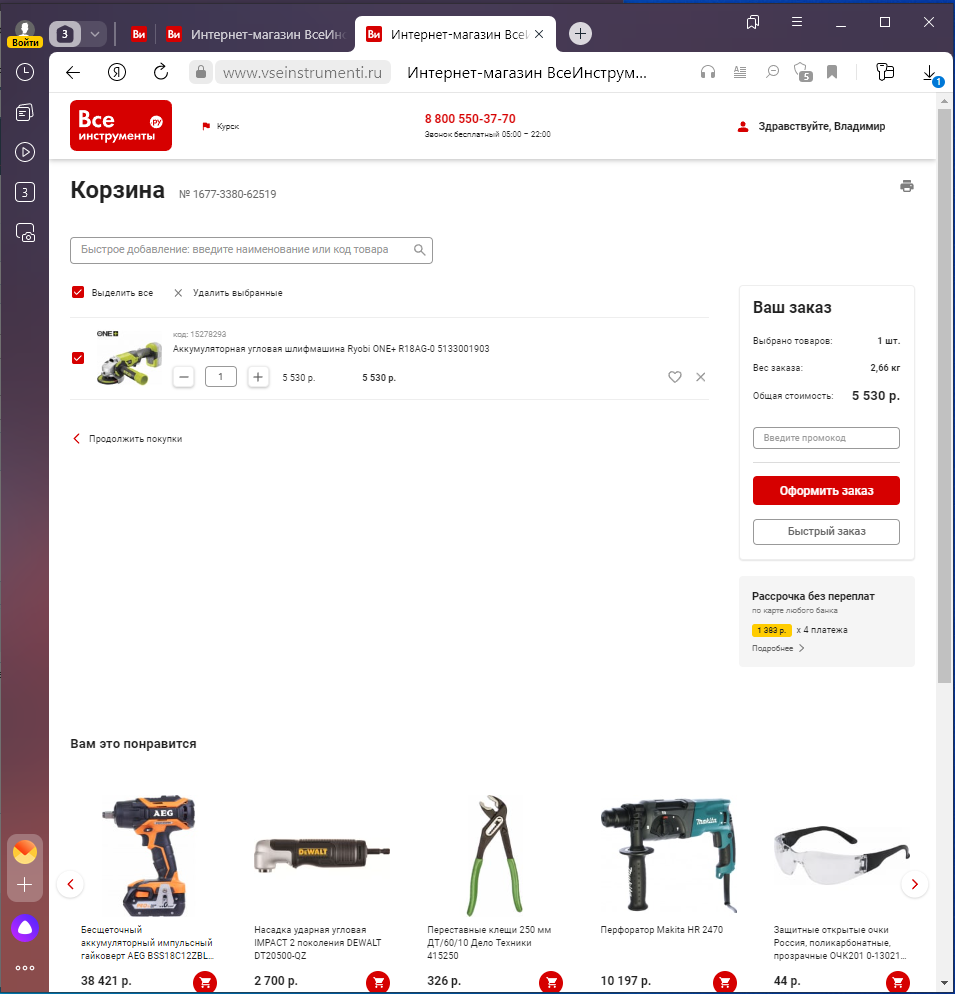 Войти
3
Ви
Ви Интернет-магазин ВсеИнс
Ви Интернет-магазин Все
Я www.vseinstrumenti.ru Интернет-магазин ВсеИнструм...
5
1
3
Все ру
инструменты
Курск
8 800 550-37-70
Звонок бесплатный 05:00 – 22:00
Здравствуйте, Владимир
Корзина № 1677-3380-62519
Быстрое добавление: введите наименование или код товара
Выделить все Удалить выбранные
ONE+
код: 15278293
Аккумуляторная угловая шлифмашина Ryobi ONE+ R18AG-0 5133001903
1 5 530 р. 5 530 р.
Продолжить покупки
Ваш заказ
Выбрано товаров: 1 шт.
Вес заказа: 2,66 кг
Общая стоимость: 5 530 р.
Введите промокод
Оформить заказ
Быстрый заказ
Рассрочка без переплат
по карте любого банка
1 383 р. х 4 платежа
Подробнее
Вам это понравится
AEG
DEWALT
Makita
Бесщеточный
аккумуляторный импульсный
гайковерт AEG BSS18C12ZBL...
38 421 р.
Насадка ударная угловая
IMPACT 2 поколения DEWALT
DT20500-QZ
2 700 р.
Переставные клещи 250 мм
ДТ/60/10 Дело Техники
415250
326 р.
Перфоратор Makita HR 2470
10 197 р.
Защитные открытые очки
Россия, поликарбонатные,
прозрачные ОЧК201 0-13021...
44 р.